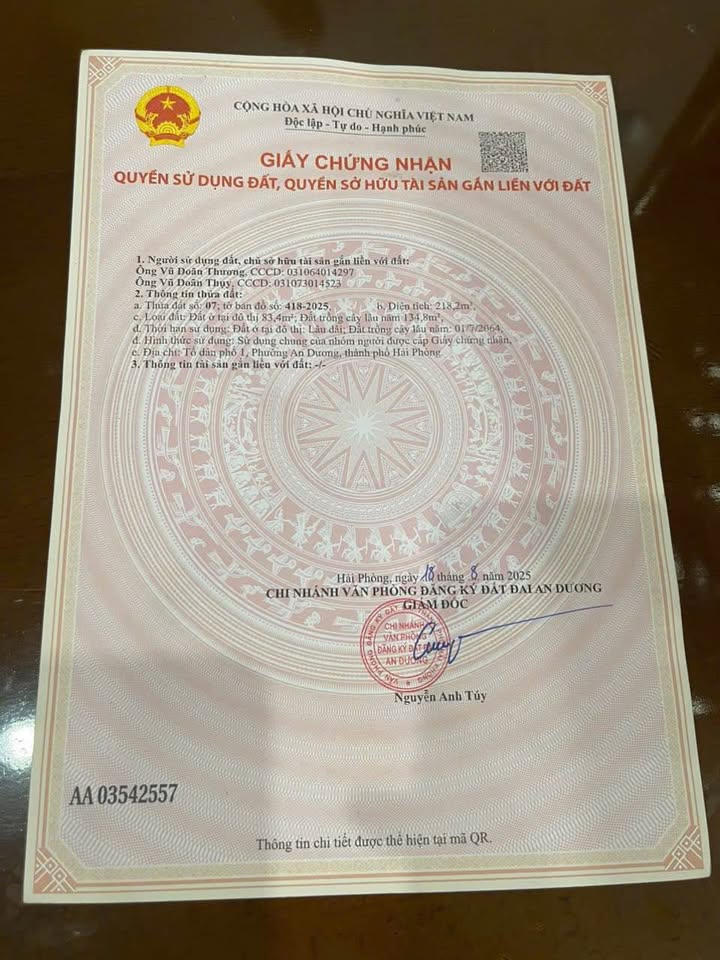 CỘNG HÒA XÃ HỘI CHỦ NGHĨA VIỆT NAM
Độc lập - Tự do - Hạnh phúc
GIẤY CHỨNG NHẬN
QUYỀN SỬ DỤNG ĐẤT, QUYỀN SỞ HỮU TÀI SẢN GẮN LIỀN VỚI ĐẤT
1. Người sử dụng đất, chủ sở hữu tài sản gắn liền với đất:
Ông Vũ Doãn Thương, CCCD: 031064014297
Ông Vũ Doãn Thụy, CCCD: 031073014523
2. Thông tin thửa đất:
a. Thửa đất số: 07; tờ bản đồ số: 418-2025, b. Diện tích: 218,2m².
c. Loại đất: Đất ở tại đô thị 83,4m²; Đất trồng cây lâu năm 134,8m²;
d. Thời hạn sử dụng: Đất ở tại đô thị: Lâu dài; Đất trồng cây lâu năm: 01/7/2064.
đ. Hình thức sử dụng: Sử dụng chung của nhóm người được cấp Giấy chứng nhận.
e. Địa chỉ: Tổ dân phố 1, Phường An Dương, thành phố Hải Phòng.
3. Thông tin tài sản gắn liền với đất: -/-
Hải Phòng, ngày 18 tháng 8 năm 2025
CHI NHÁNH VĂN PHÒNG ĐĂNG KÝ ĐẤT ĐAI AN DƯƠNG
GIÁM ĐỐC
CHI NHÁNH
VĂN PHÒNG
ĐĂNG KÝ ĐẤT
AN DƯƠNG
Nguyễn Anh Túy
AA 03542557
Thông tin chi tiết được thể hiện tại mã QR.